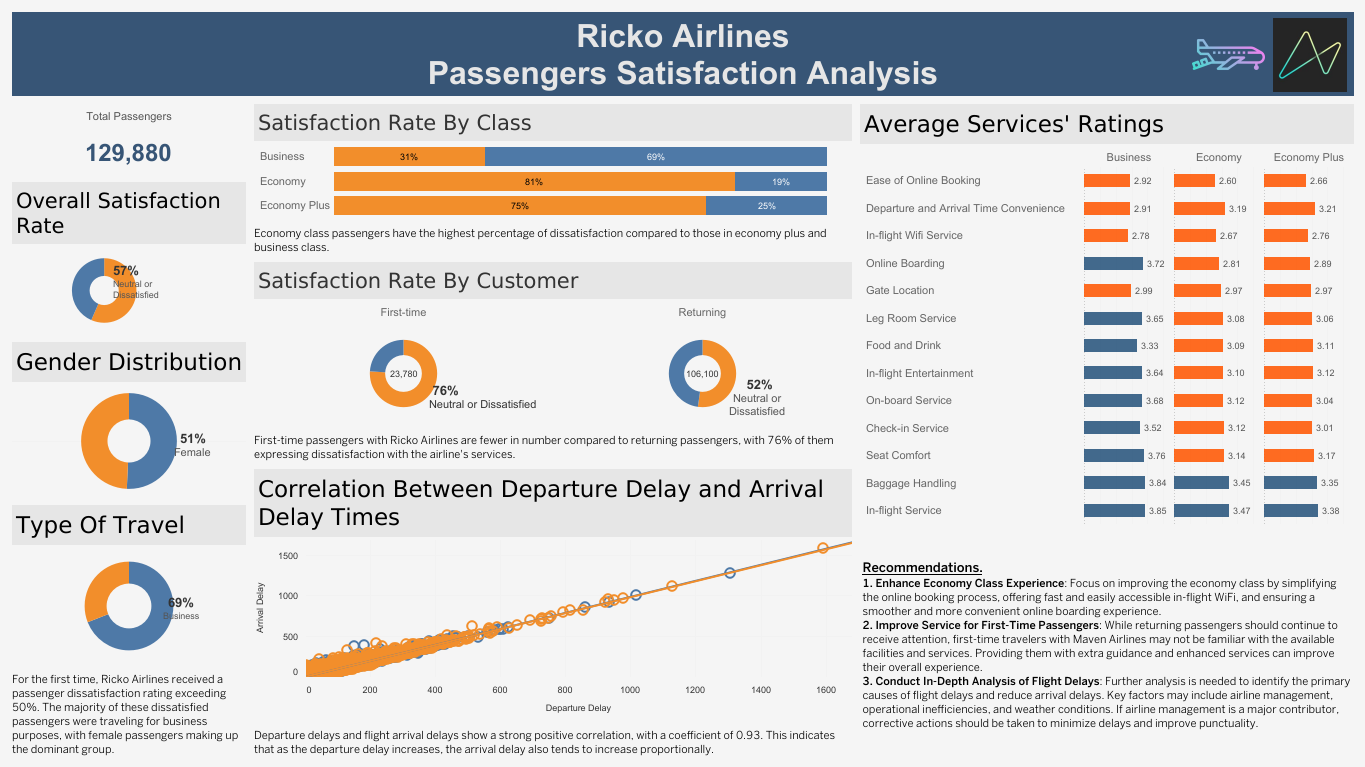 Ricko Airlines
Passengers Satisfaction Analysis
Total Passengers
129,880
Overall Satisfaction
Rate
57%
Neutral or
Dissatisfied
Gender Distribution
51%
Female
Type Of Travel
69%
Business
For the first time, Ricko Airlines received a
passenger dissatisfaction rating exceeding
50%. The majority of these dissatisfied
passengers were traveling for business
purposes, with female passengers making up
the dominant group.
Satisfaction Rate By Class
Business 31% 69%
Economy 81% 19%
Economy Plus 75% 25%
Economy class passengers have the highest percentage of dissatisfaction compared to those in economy plus and
business class.
Satisfaction Rate By Customer
First-time Returning
23,780
76%
Neutral or Dissatisfied
106,100
52%
Neutral or
Dissatisfied
First-time passengers with Ricko Airlines are fewer in number compared to returning passengers, with 76% of them
expressing dissatisfaction with the airline's services.
Correlation Between Departure Delay and Arrival
Delay Times
Arrival Delay
1500
1000
500
0
0 200 400 600 800 1000 1200 1400 1600
Departure Delay
Departure delays and flight arrival delays show a strong positive correlation, with a coefficient of 0.93. This indicates
that as the departure delay increases, the arrival delay also tends to increase proportionally.
Average Services' Ratings
Business Economy Economy Plus
Ease of Online Booking 2.92 2.60 2.66
Departure and Arrival Time Convenience 2.91 3.19 3.21
In-flight Wifi Service 2.78 2.67 2.76
Online Boarding 3.72 2.81 2.89
Gate Location 2.99 2.97 2.97
Leg Room Service 3.65 3.08 3.06
Food and Drink 3.33 3.09 3.11
In-flight Entertainment 3.64 3.10 3.12
On-board Service 3.68 3.12 3.04
Check-in Service 3.52 3.12 3.01
Seat Comfort 3.76 3.14 3.17
Baggage Handling 3.84 3.45 3.35
In-flight Service 3.85 3.47 3.38
Recommendations.
1. Enhance Economy Class Experience: Focus on improving the economy class by simplifying
the online booking process, offering fast and easily accessible in-flight WiFi, and ensuring a
smoother and more convenient online boarding experience.
2. Improve Service for First-Time Passengers: While returning passengers should continue to
receive attention, first-time travelers with Maven Airlines may not be familiar with the available
facilities and services. Providing them with extra guidance and enhanced services can improve
their overall experience.
3. Conduct In-Depth Analysis of Flight Delays: Further analysis is needed to identify the primary
causes of flight delays and reduce arrival delays. Key factors may include airline management,
operational inefficiencies, and weather conditions. If airline management is a major contributor,
corrective actions should be taken to minimize delays and improve punctuality.